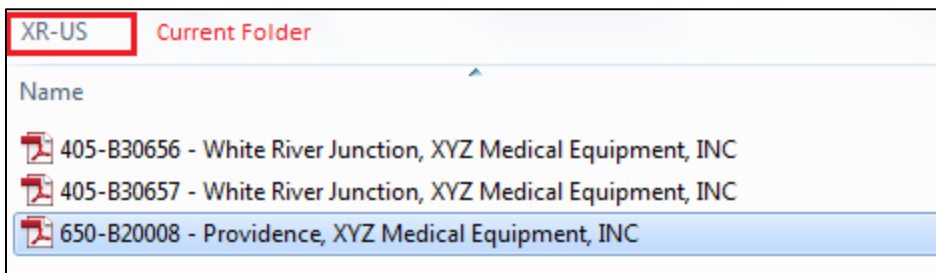 XR-US Current Folder
Name
405-B30656 - White River Junction, XYZ Medical Equipment, INC
405-B30657 - White River Junction, XYZ Medical Equipment, INC
650-B20008 - Providence, XYZ Medical Equipment, INC